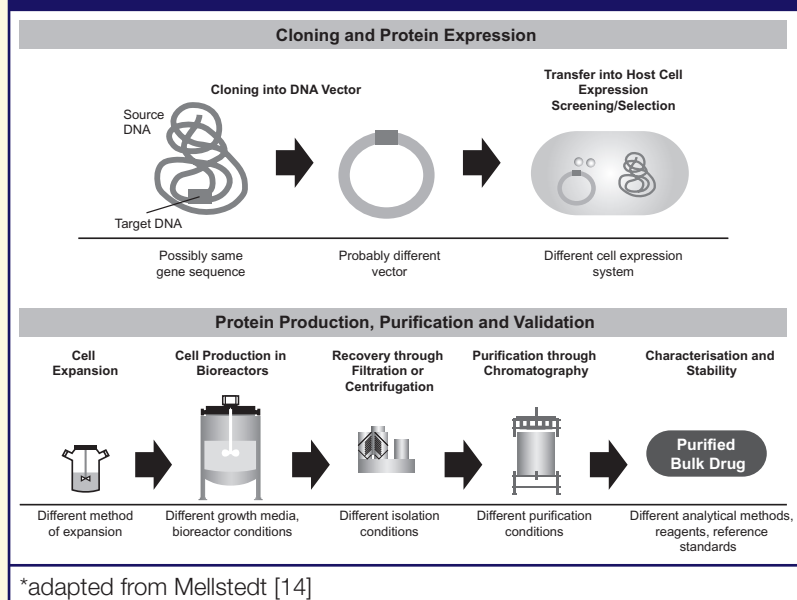 Cloning and Protein Expression
Cloning into DNA Vector
Transfer into Host Cell
Expression
Screening/Selection
Source
DNA
Target DNA
Possibly same
gene sequence
Probably different
vector
Different cell expression
system
Protein Production, Purification and Validation
Cell
Expansion
Cell Production in
Bioreactors
Recovery through
Filtration or
Centrifugation
Purification through
Chromatography
Characterisation and
Stability
Purified
Bulk Drug
Different method
of expansion
Different growth media,
bioreactor conditions
Different isolation
conditions
Different purification
conditions
Different analytical methods,
reagents, reference
standards
*adapted from Mellstedt [14]